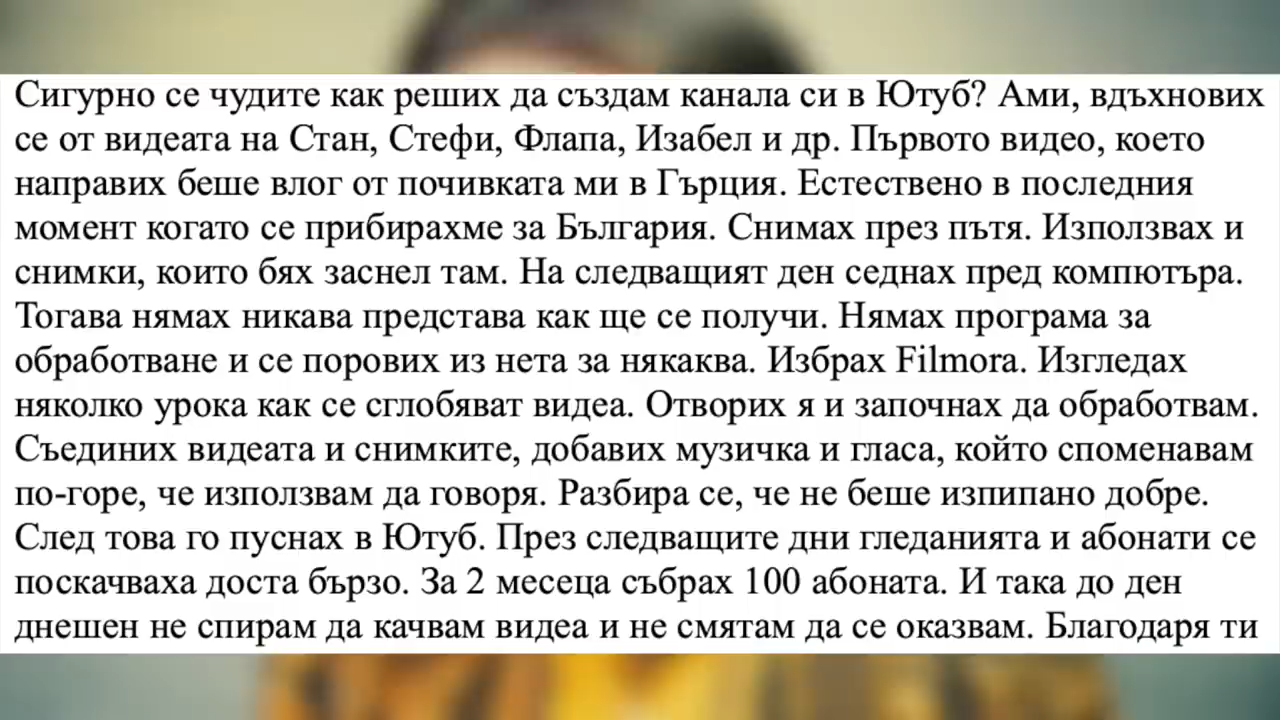 Сигурно се чудите как реших да създам канала си в Ютуб? Ами, вдъхнових
се от видеата на Стан, Стефи, Флапа, Изабел и др. Първото видео, което
направих беше влог от почивката ми в Гърция. Естествено в последния
момент когато се прибирахме за България. Снимах през пътя. Използвах и
снимки, които бях заснел там. На следващият ден седнах пред компютъра.
Тогава нямах никава представа как ще се получи. Нямах програма за
обработване и се порових из нета за някаква. Избрах Filmora. Изгледах
няколко урока как се сглобяват видеа. Отворих я и започнах да обработвам.
Съединих видеата и снимките, добавих музичка и гласа, който споменавам
по-горе, че използвам да говоря. Разбира се, че не беше изпипано добре.
След това го пуснах в Ютуб. През следващите дни гледанията и абонати се
поскачваха доста бързо. За 2 месеца събрах 100 абоната. И така до ден
днешен не спирам да качвам видеа и не смятам да се оказвам. Благодаря ти